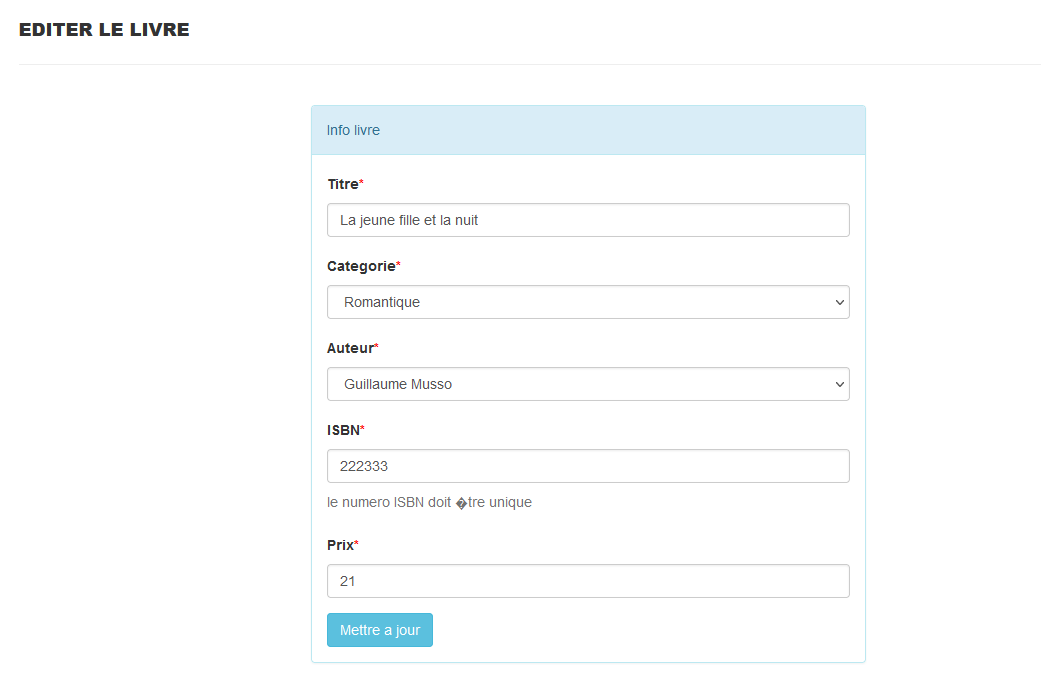 EDITER LE LIVRE
Info livre
Titre*
La jeune fille et la nuit
Categorie*
Romantique
Auteur*
Guillaume Musso
ISBN*
222333
le numero ISBN doit �tre unique
Prix*
21
Mettre a jour